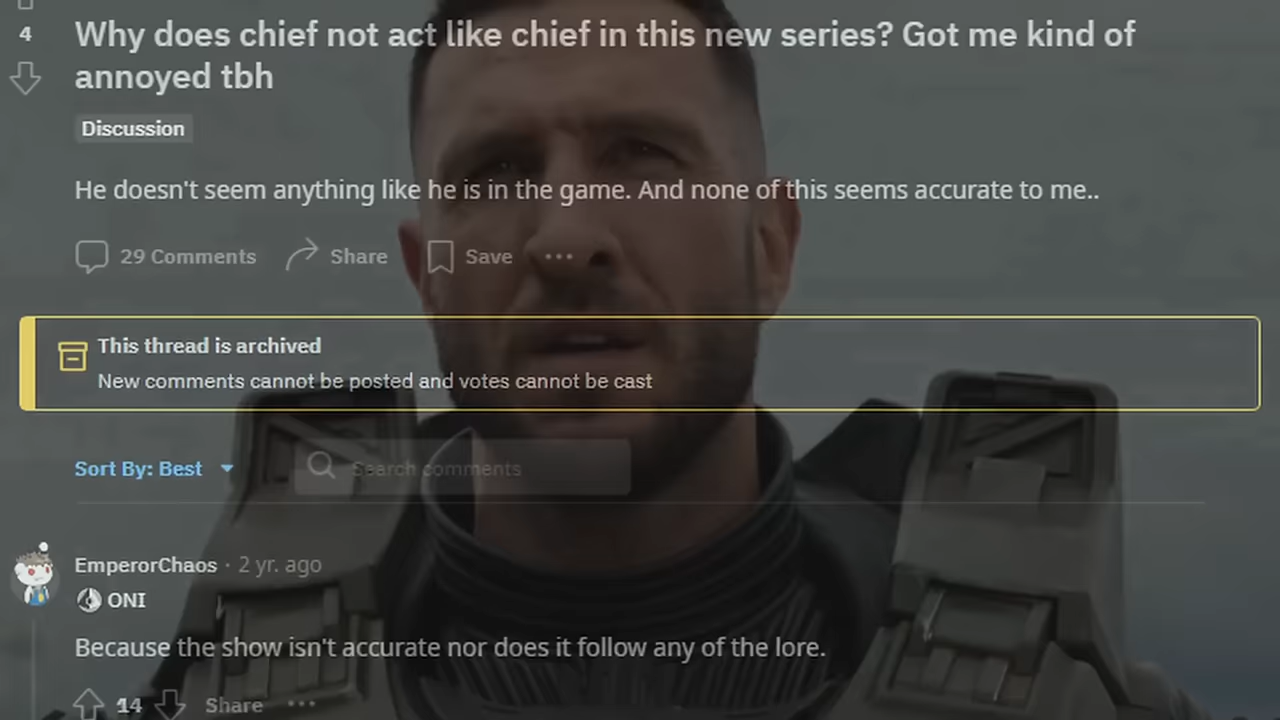 4
Why does chief not act like chief in this new series? Got me kind of
annoyed tbh
Discussion
He doesn't seem anything like he is in the game. And none of this seems accurate to me..
29 Comments Share Save
This thread is archived
New comments cannot be posted and votes cannot be cast
Sort By: Best Search comments
EmperorChaos · 2 yr. ago
ONI
Because the show isn't accurate nor does it follow any of the lore.
14 Share